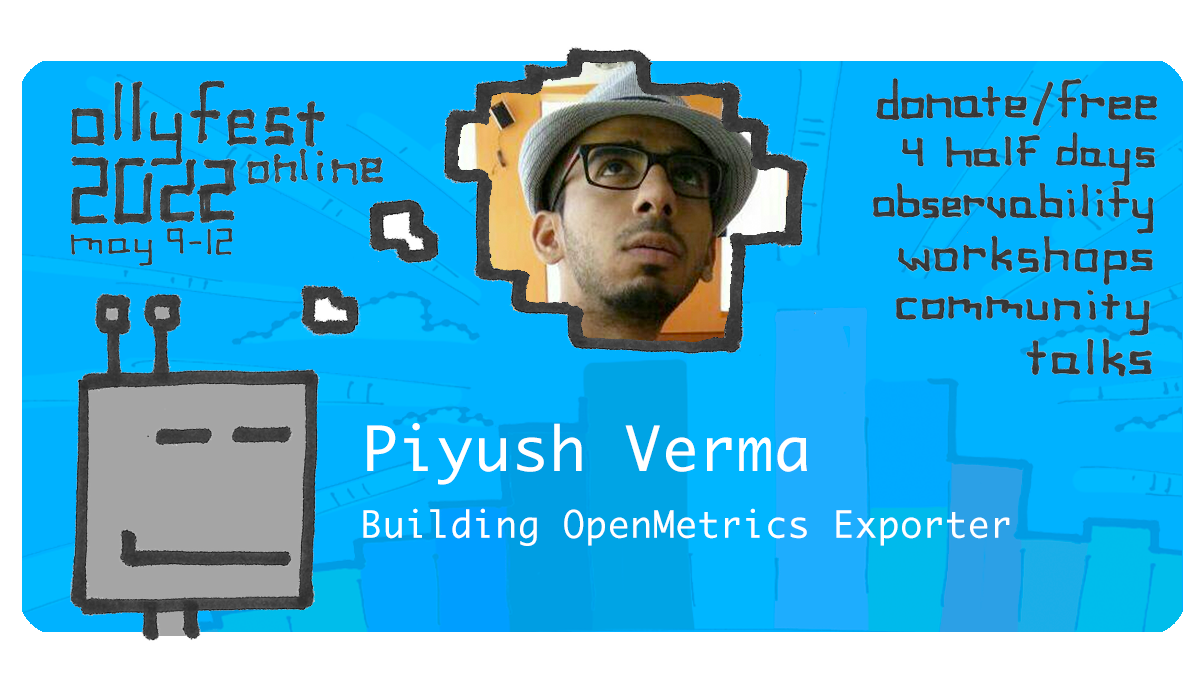 ollyfest
2022 online
may 9-12
donate/free
4 half days
observability
workshops
community
talks
Piyush Verma
Building OpenMetrics Exporter